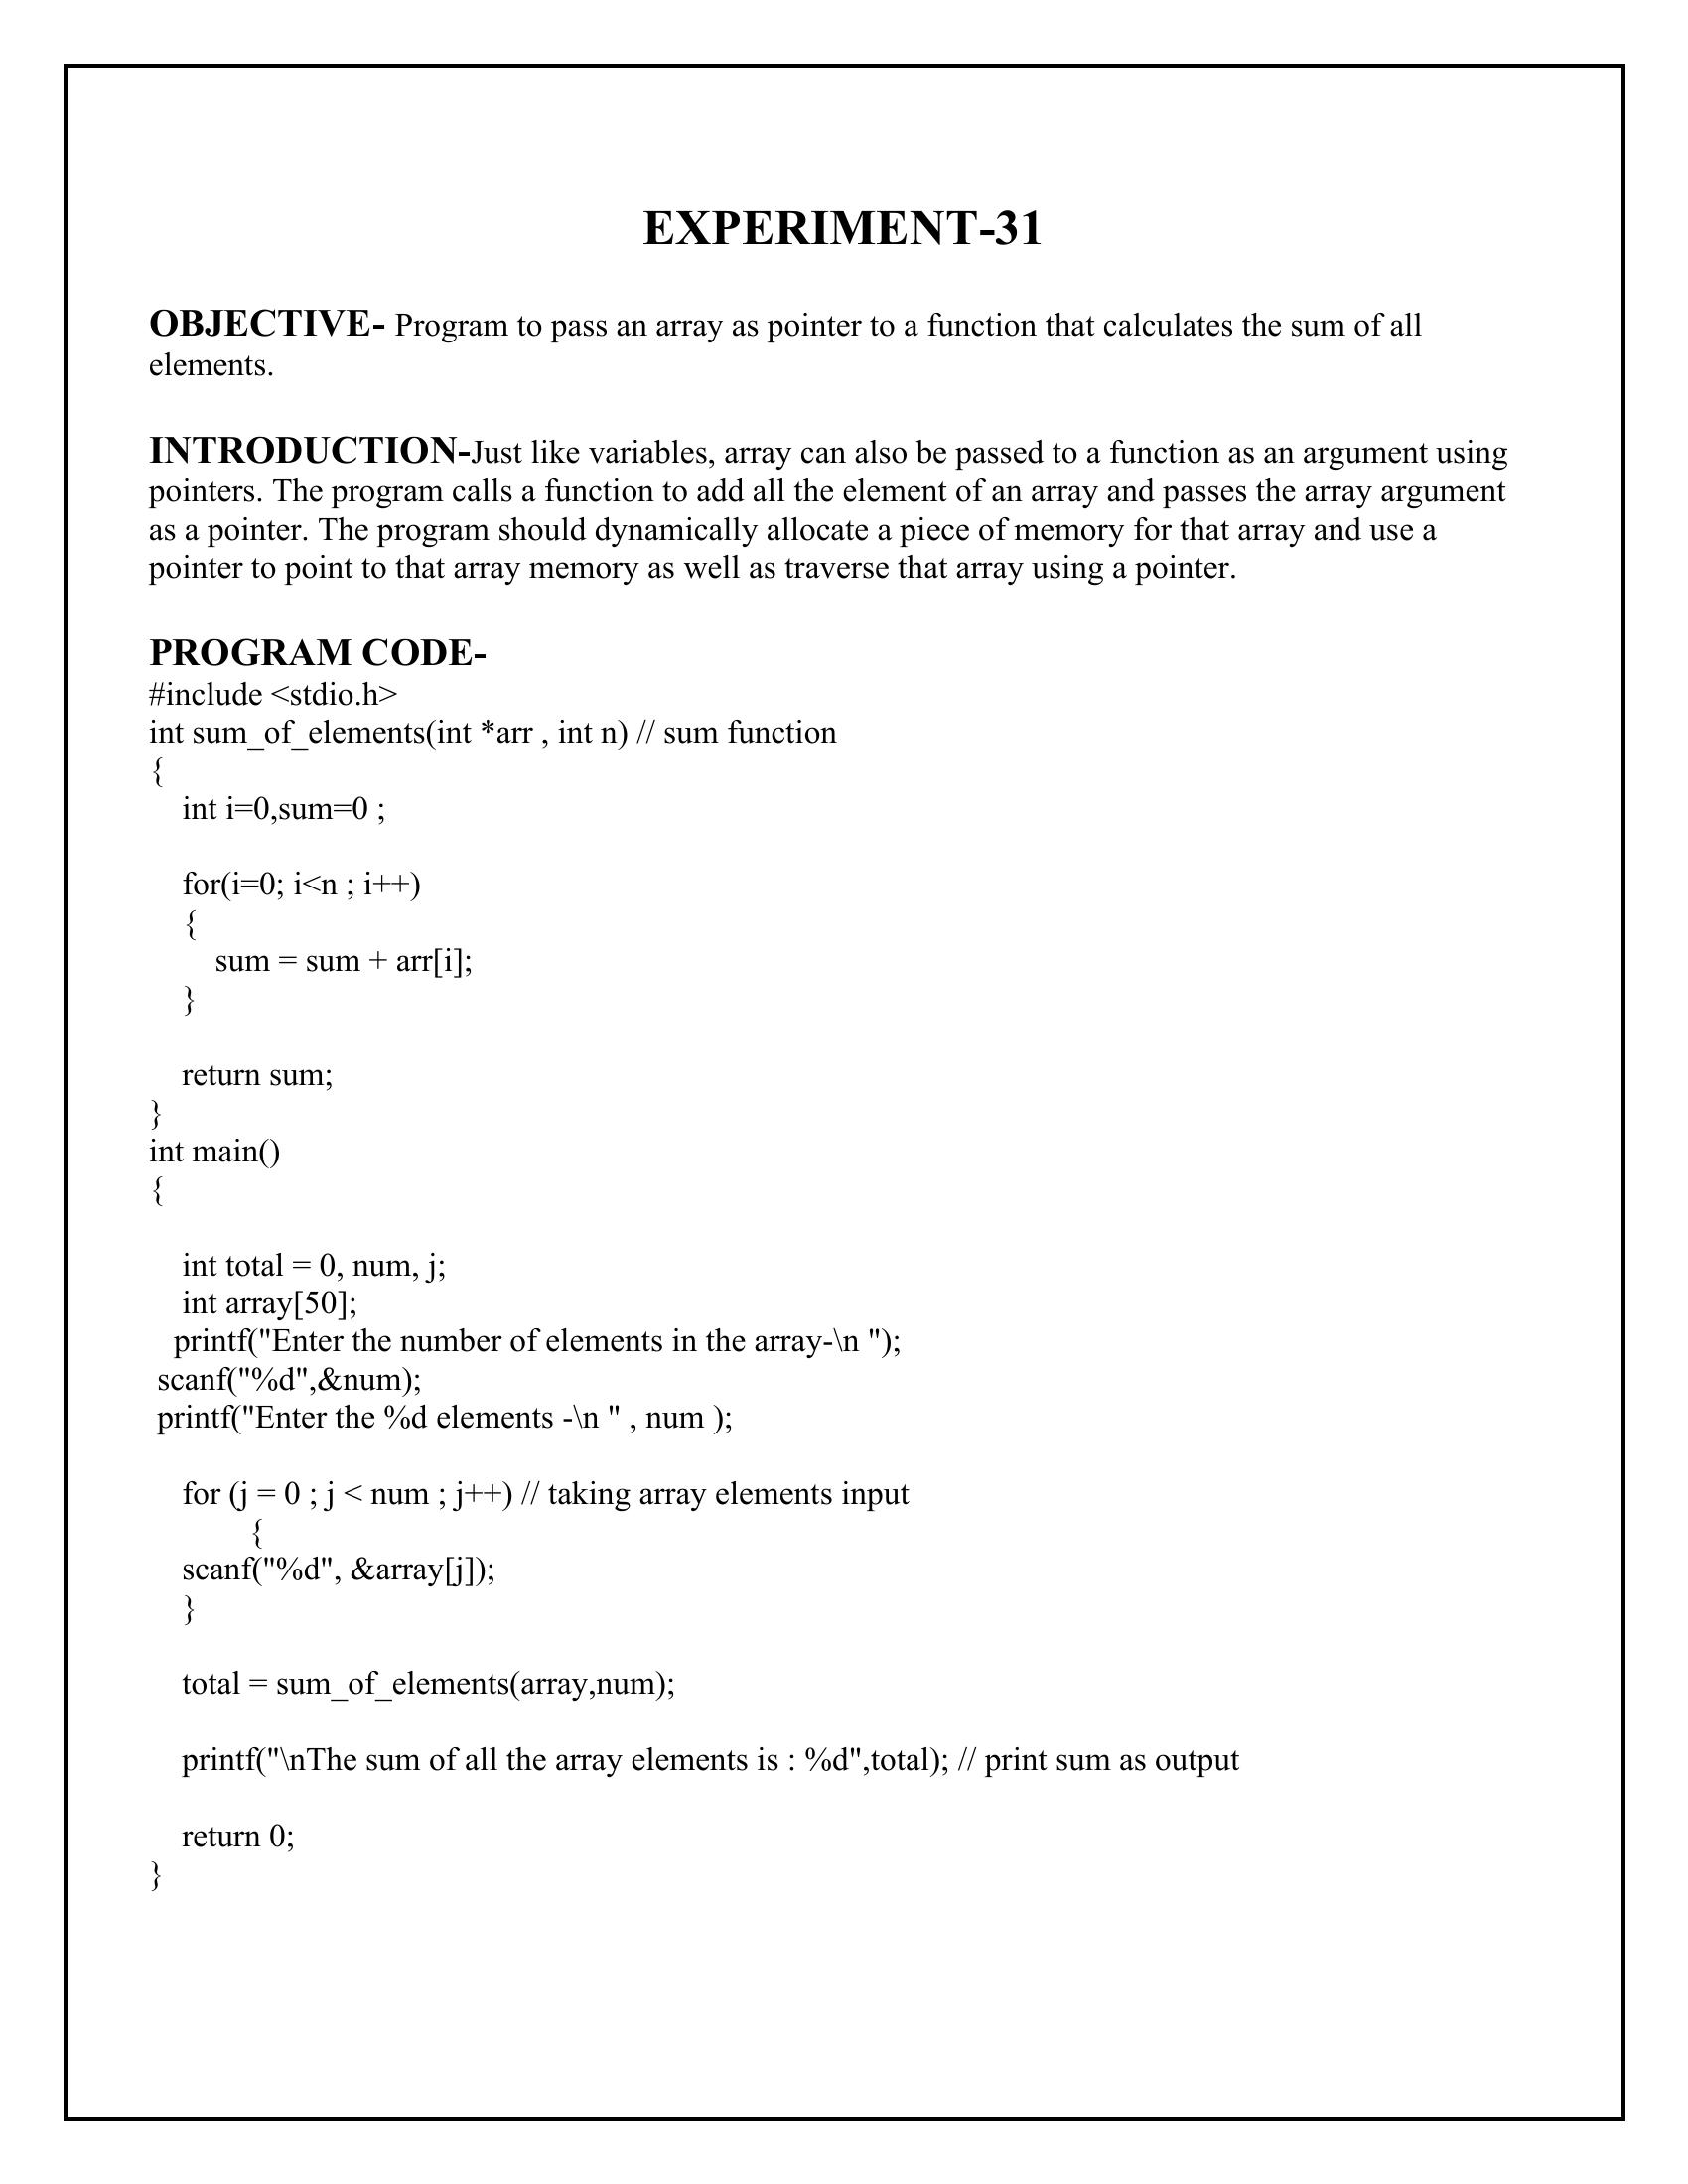 EXPERIMENT-31
OBJECTIVE- Program to pass an array as pointer to a function that calculates the sum of all
elements.
INTRODUCTION-Just like variables, array can also be passed to a function as an argument using
pointers. The program calls a function to add all the element of an array and passes the array argument
as a pointer. The program should dynamically allocate a piece of memory for that array and use a
pointer to point to that array memory as well as traverse that array using a pointer.
PROGRAM CODE-
#include <stdio.h>
int sum_of_elements(int *arr , int n) // sum function
{
int i=0,sum=0 ;
for(i=0; i<n ; i++)
{
sum = sum + arr[i];
}
return sum;
}
int main()
{
int total = 0, num, j;
int array[50];
printf("Enter the number of elements in the array-\n ");
scanf("%d",&num);
printf("Enter the %d elements -\n " , num );
for (j = 0 ; j < num ; j++) // taking array elements input
{
scanf("%d", &array[j]);
}
total = sum_of_elements(array,num);
printf("\nThe sum of all the array elements is : %d",total); // print sum as output
return 0;
}